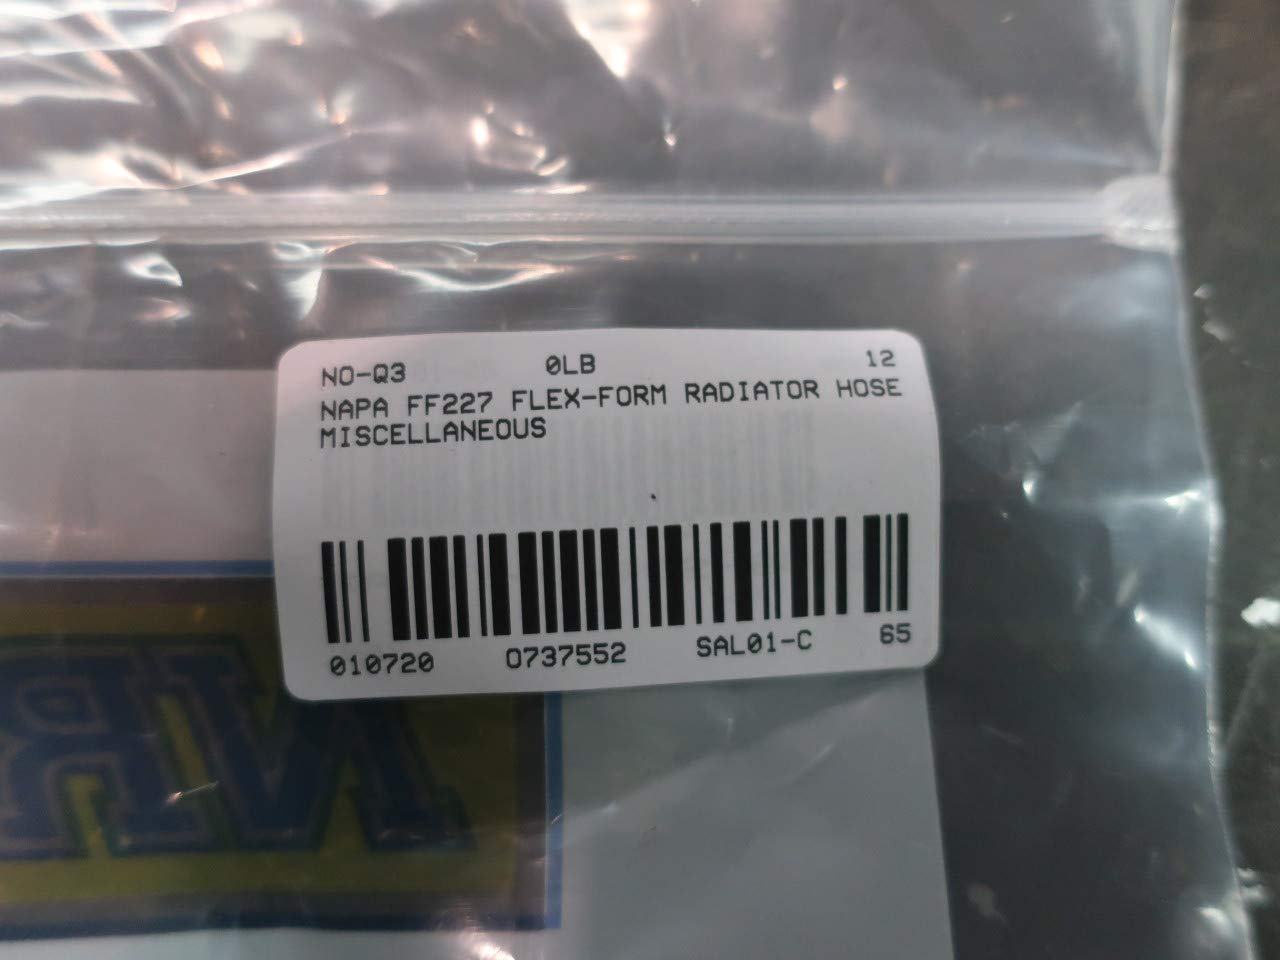 NO-Q3 0LB 12
NAPA FF227 FLEX-FORM RADIATOR HOSE
MISCELLANEOUS
010720 0737552 SAL01-C 65